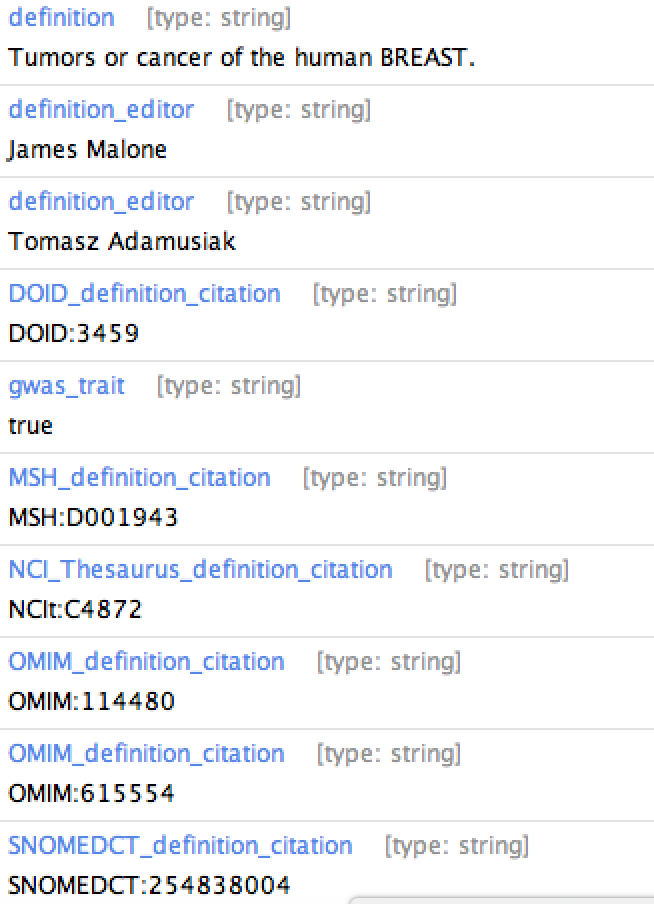 definition [type: string]
Tumors or cancer of the human BREAST.
definition_editor [type: string]
James Malone
definition_editor [type: string]
Tomasz Adamusiak
DOID_definition_citation [type: string]
DOID:3459
gwas_trait [type: string]
true
MSH_definition_citation [type: string]
MSH:D001943
NCI_Thesaurus_definition_citation [type: string]
NCIt:C4872
OMIM_definition_citation [type: string]
OMIM:114480
OMIM_definition_citation [type: string]
OMIM:615554
SNOMEDCT_definition_citation [type: string]
SNOMEDCT:254838004